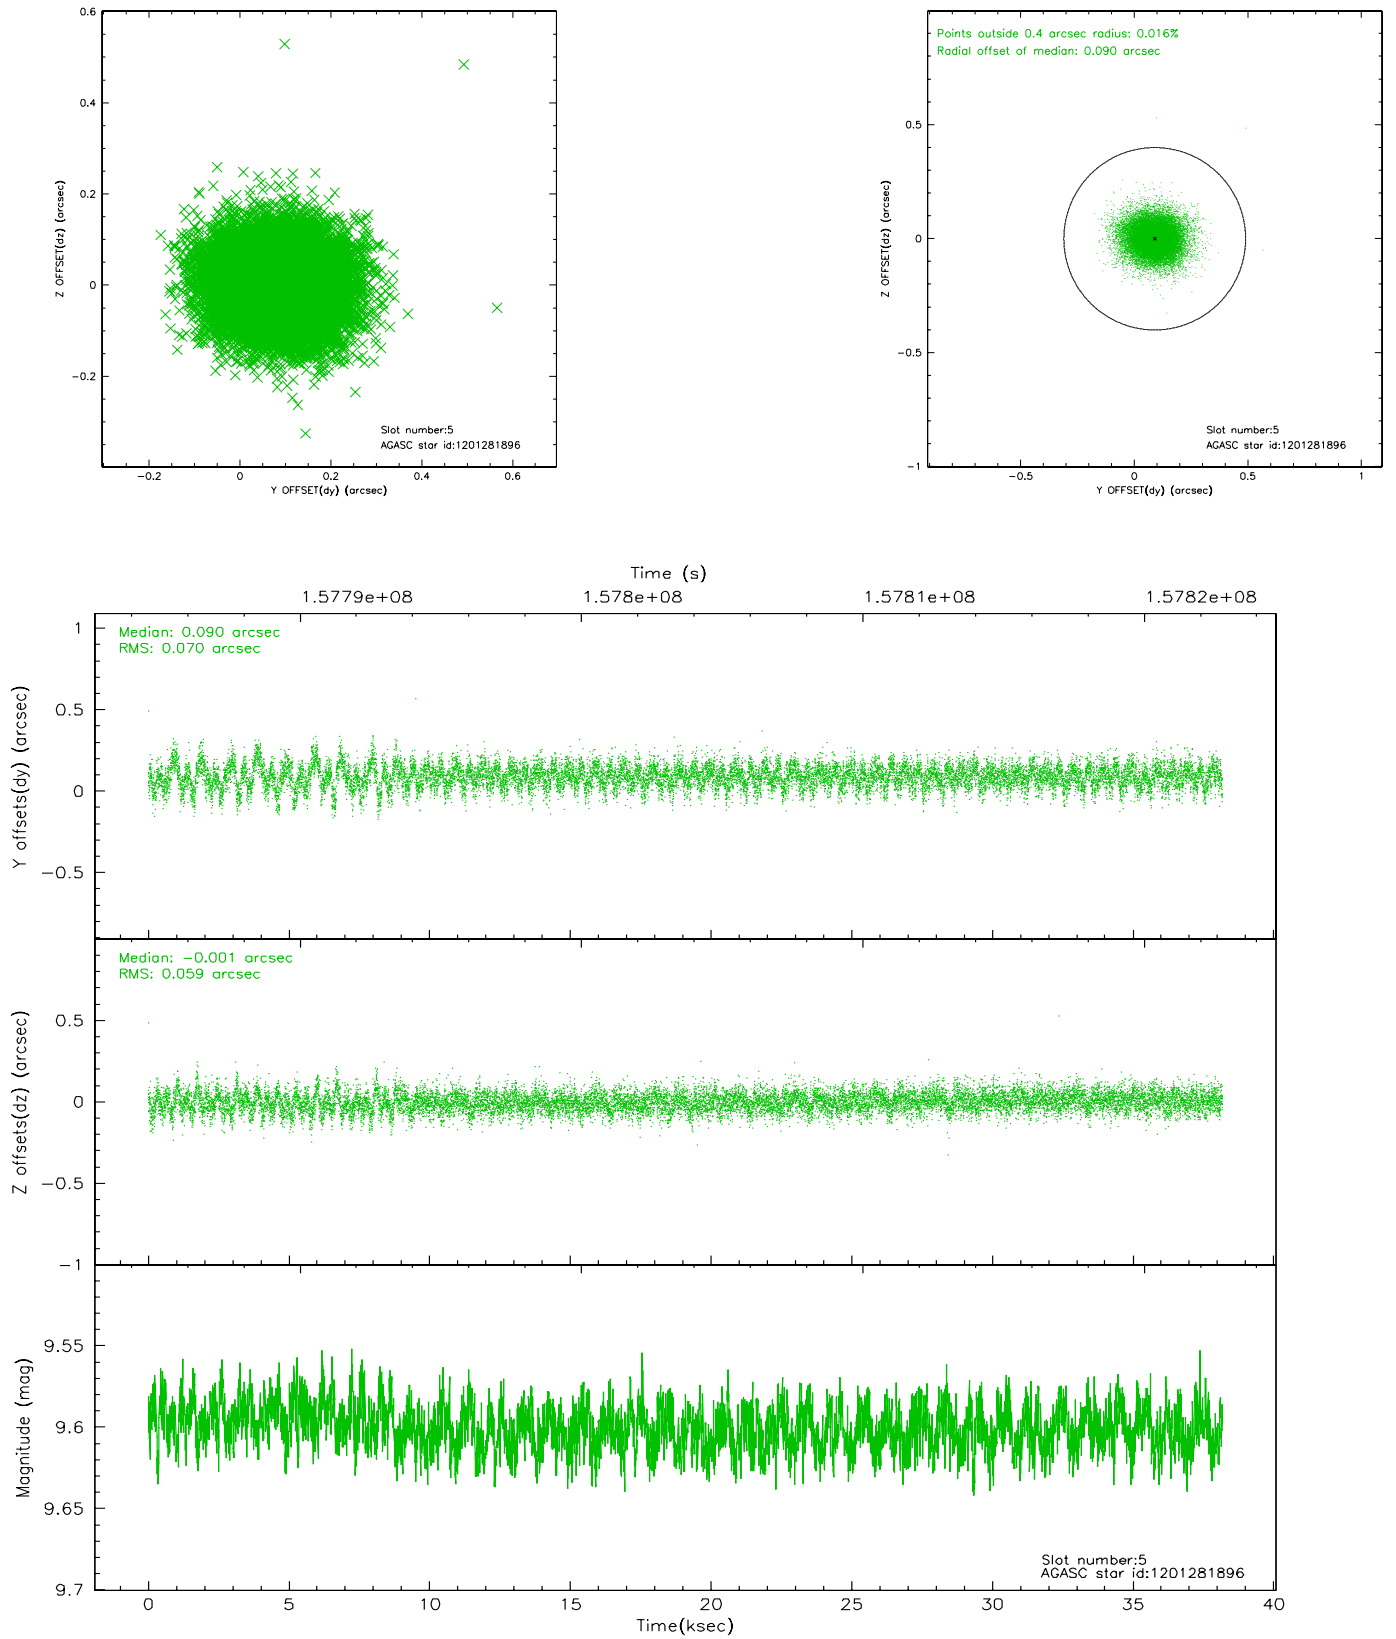 0.6
0.4
0.2
0
−0.2
Z OFFSET(dz) (arcsec)
Slot number:5
AGASC star id:1201281896
−0.2 0 0.2 0.4 0.6
Y OFFSET(dy) (arcsec)
Points outside 0.4 arcsec radius: 0.016%
Radial offset of median: 0.090 arcsec
0.5
0
−0.5
−1
Z OFFSET(dz) (arcsec)
Slot number:5
AGASC star id:1201281896
−0.5 0 0.5 1
Y OFFSET(dy) (arcsec)
Time (s)
1.5779e+08 1.578e+08 1.5781e+08 1.5782e+08
Median: 0.090 arcsec
RMS: 0.070 arcsec
1
0.5
0
−0.5
Y offsets(dy) (arcsec)
Median: −0.001 arcsec
RMS: 0.059 arcsec
0.5
0
−0.5
−1
Z offsets(dz) (arcsec)
9.55
9.6
9.65
9.7
Magnitude (mag)
Slot number:5
AGASC star id:1201281896
0 5 10 15 20 25 30 35 40
Time(ksec)